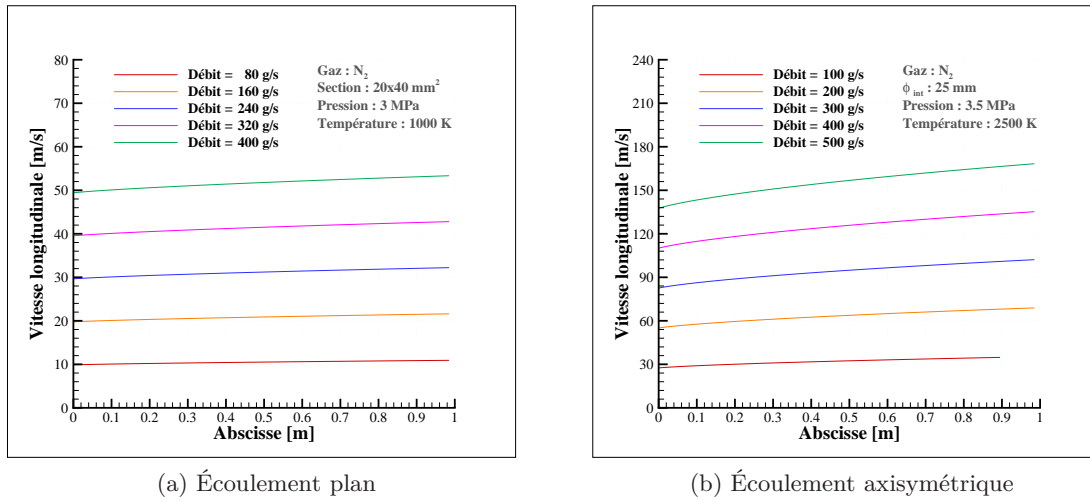 80
70
60
50
40
30
20
10
0
Vitesse longitudinale [m/s]
Débit = 80 g/s
Débit = 160 g/s
Débit = 240 g/s
Débit = 320 g/s
Débit = 400 g/s
Gaz : N₂
Section : 20x40 mm²
Pression : 3 MPa
Température : 1000 K
0 0.1 0.2 0.3 0.4 0.5 0.6 0.7 0.8 0.9 1
Abscisse [m]
(a) Écoulement plan
240
210
180
150
120
90
60
30
0
Vitesse longitudinale [m/s]
Débit = 100 g/s
Débit = 200 g/s
Débit = 300 g/s
Débit = 400 g/s
Débit = 500 g/s
Gaz : N₂
ϕ int : 25 mm
Pression : 3.5 MPa
Température : 2500 K
0 0.1 0.2 0.3 0.4 0.5 0.6 0.7 0.8 0.9 1
Abscisse [m]
(b) Écoulement axisymétrique